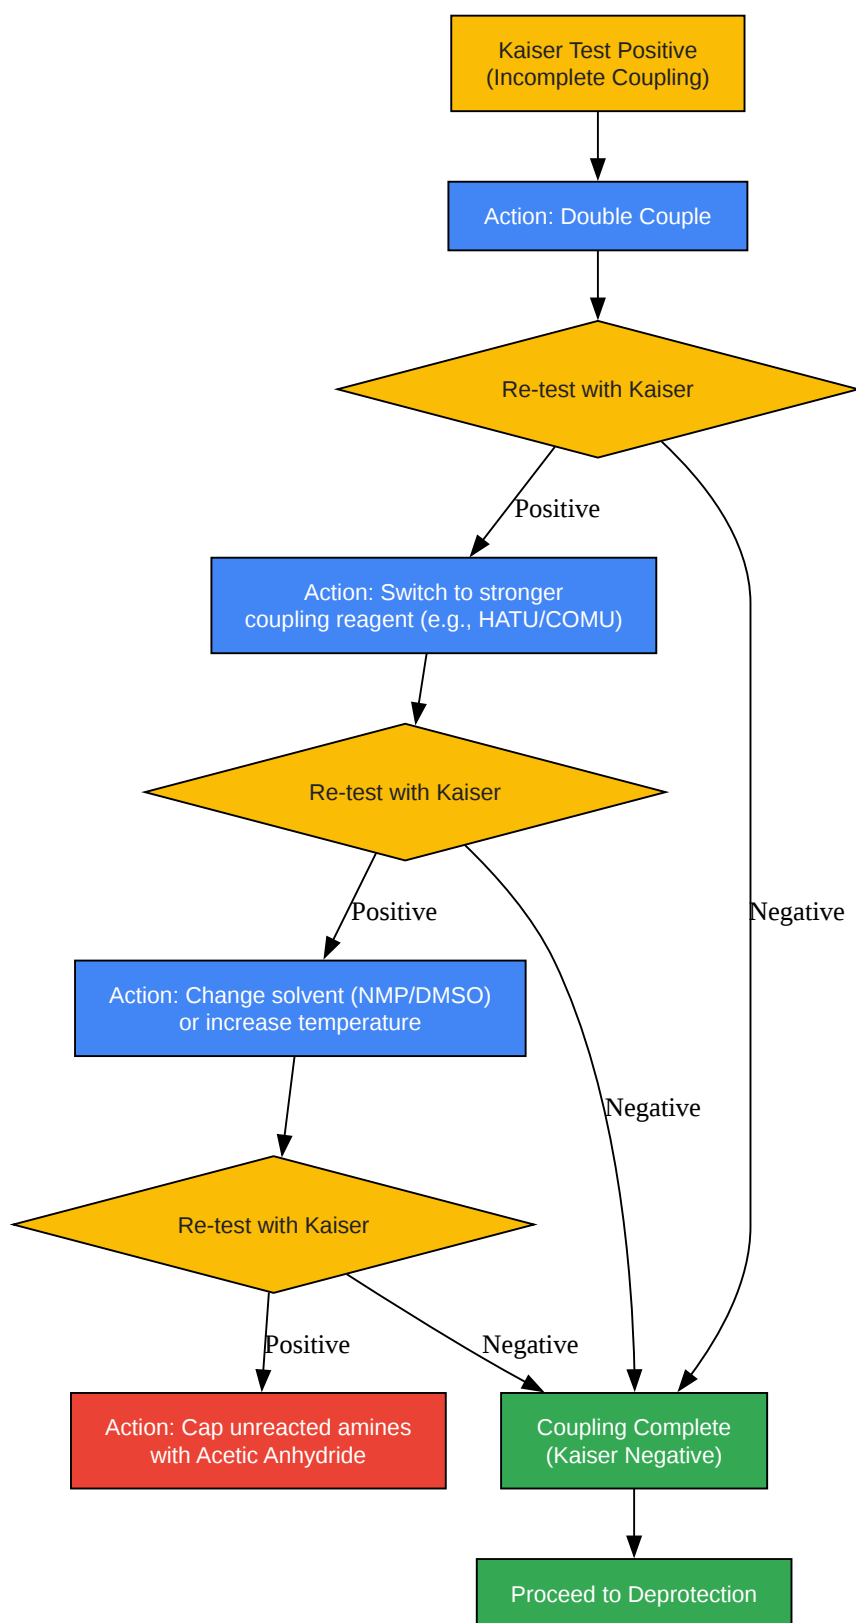 Kaiser Test Positive
(Incomplete Coupling)
Action: Double Couple
Re-test with Kaiser
Positive
Action: Switch to stronger
coupling reagent (e.g., HATU/COMU)
Re-test with Kaiser
Positive
Negative
Action: Change solvent (NMP/DMSO)
or increase temperature
Negative
Re-test with Kaiser
Positive
Negative
Action: Cap unreacted amines
with Acetic Anhydride
Coupling Complete
(Kaiser Negative)
Proceed to Deprotection